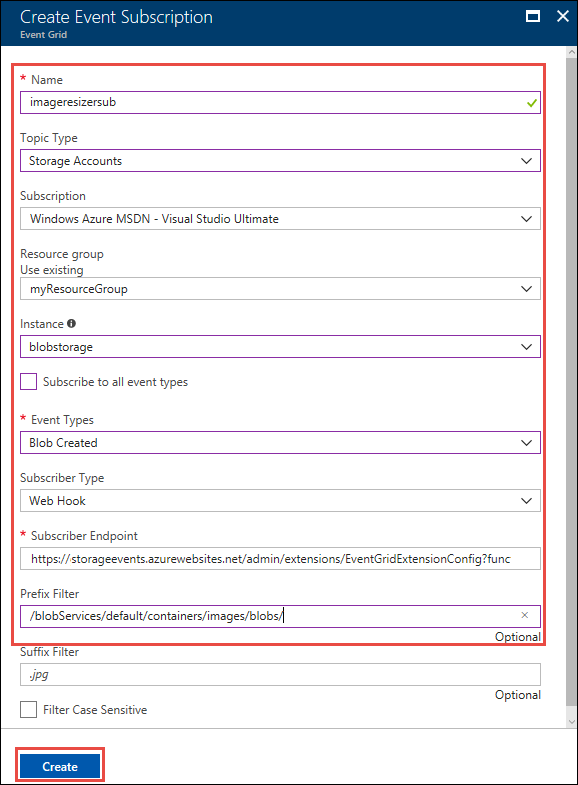 Create Event Subscription
Event Grid
* Name
imageresizersub
Topic Type
Storage Accounts
Subscription
Windows Azure MSDN - Visual Studio Ultimate
Resource group
Use existing
myResourceGroup
Instance
blobstorage
Subscribe to all event types
* Event Types
Blob Created
Subscriber Type
Web Hook
* Subscriber Endpoint
https://storageevents.azurewebsites.net/admin/extensions/EventGridExtensionConfig?func
Prefix Filter
/blobServices/default/containers/images/blobs/
Optional
Suffix Filter
.jpg
Optional
Filter Case Sensitive
Create